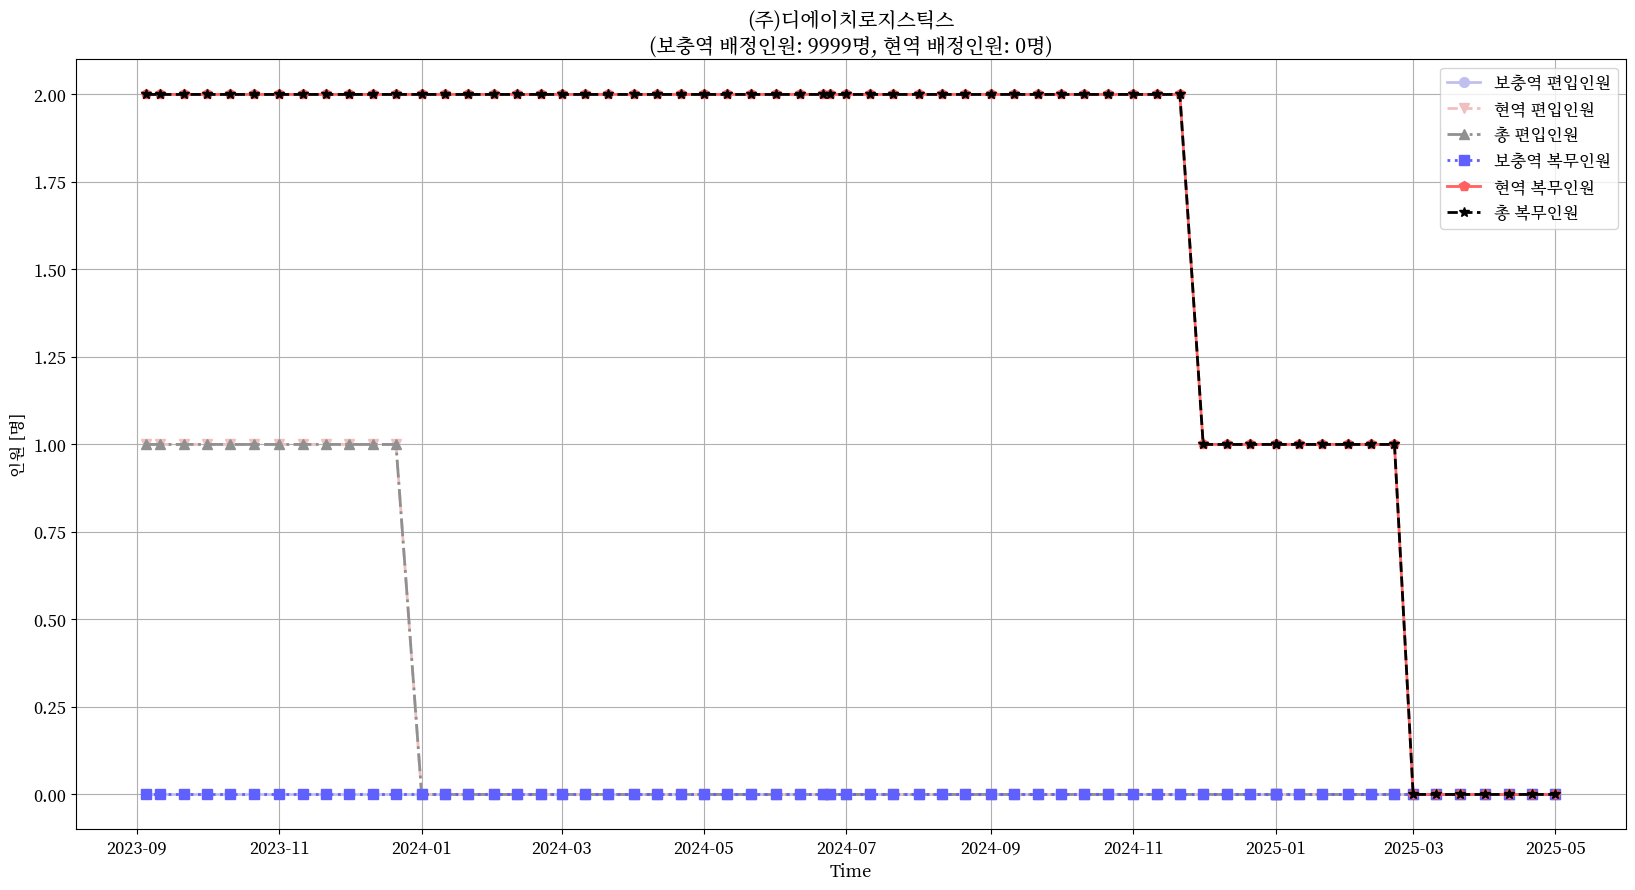 (주)디에이치로지스틱스
(보충역 배정인원: 9999명, 현역 배정인원: 0명)
보충역 편입인원
현역 편입인원
총 편입인원
보충역 복무인원
현역 복무인원
총 복무인원
2.00
1.75
1.50
1.25
1.00
0.75
0.50
0.25
0.00
인원 [명]
2023-09 2023-11 2024-01 2024-03 2024-05 2024-07 2024-09 2024-11 2025-01 2025-03 2025-05
Time